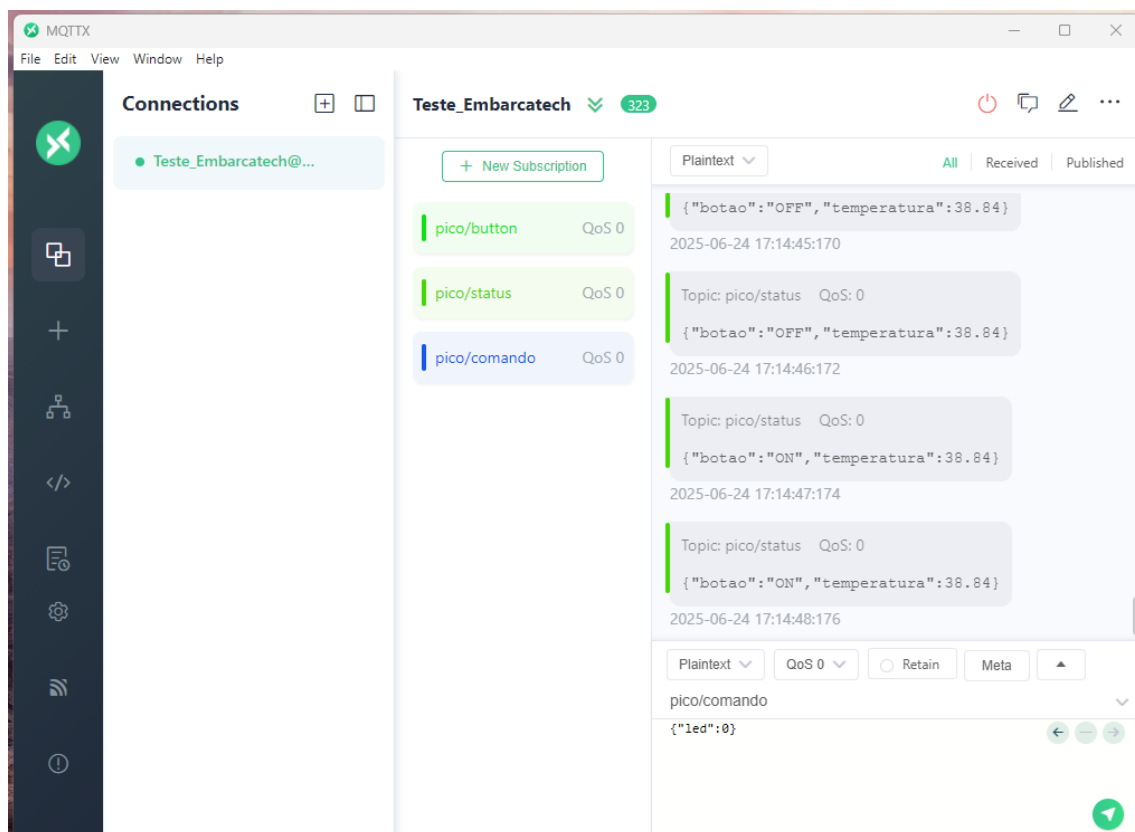 MQTTX
File Edit View Window Help
Connections
Teste_Embarcatech@...
Teste_Embarcatech 323
+ New Subscription
pico/button QoS 0
pico/status QoS 0
pico/comando QoS 0
Plaintext All Received Published
{"botao":"OFF","temperatura":38.84}
2025-06-24 17:14:45:170
Topic: pico/status QoS: 0
{"botao":"OFF","temperatura":38.84}
2025-06-24 17:14:46:172
Topic: pico/status QoS: 0
{"botao":"ON","temperatura":38.84}
2025-06-24 17:14:47:174
Topic: pico/status QoS: 0
{"botao":"ON","temperatura":38.84}
2025-06-24 17:14:48:176
Plaintext QoS 0 Retain Meta
pico/comando
{"led":0}